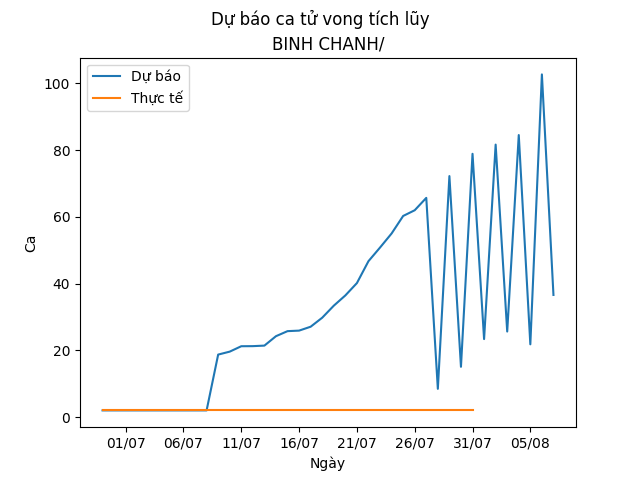 Dự báo ca tử vong tích lũy
BINH CHANH/
Dự báo
Thực tế
100
80
60
40
20
0
Ca
01/07 06/07 11/07 16/07 21/07 26/07 31/07 05/08
Ngày